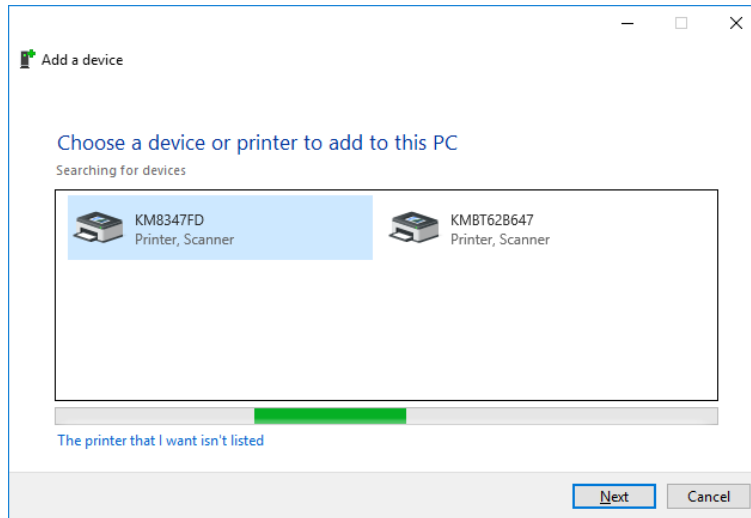 Add a device
Choose a device or printer to add to this PC
Searching for devices
KM8347FD
Printer, Scanner
KMBT62B647
Printer, Scanner
The printer that I want isn't listed
Next
Cancel